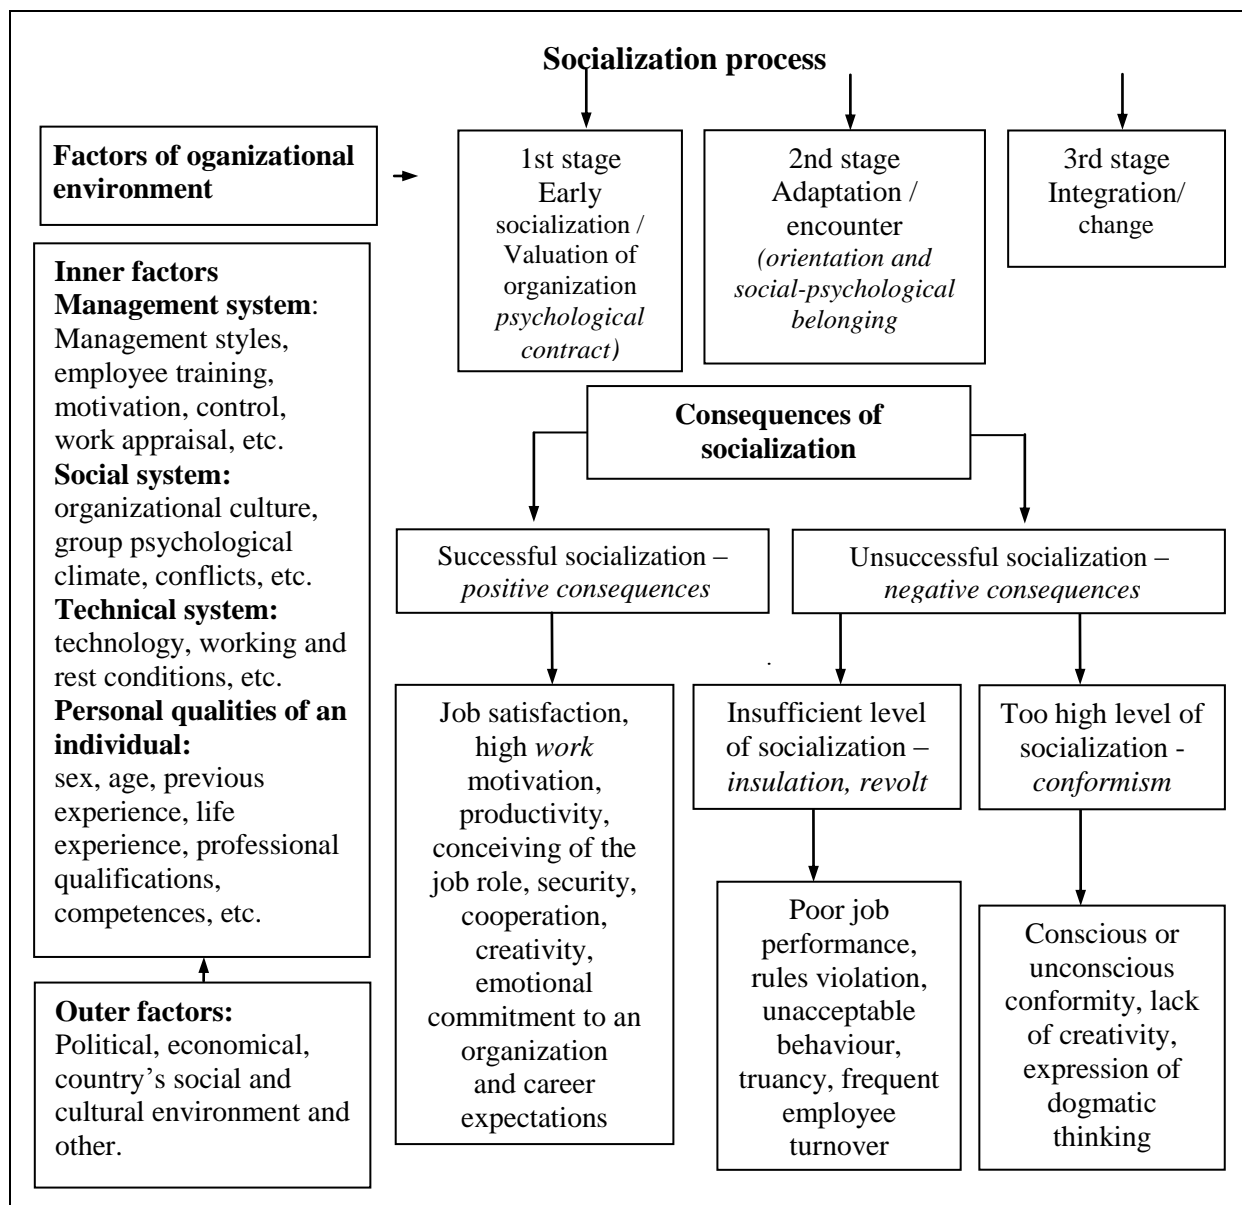 Socialization process
Factors of oganizational
environment
1st stage
Early
socialization /
Valuation of
organization
psychological
contract)
2nd stage
Adaptation /
encounter
(orientation and
social-psychological
belonging
3rd stage
Integration/
change
Inner factors
Management system:
Management styles,
employee training,
motivation, control,
work appraisal, etc.
Social system:
organizational culture,
group psychological
climate, conflicts, etc.
Technical system:
technology, working and
rest conditions, etc.
Personal qualities of an
individual:
sex, age, previous
experience, life
experience, professional
qualifications,
competences, etc.
Outer factors:
Political, economical,
country’s social and
cultural environment and
other.
Consequences of
socialization
Successful socialization –
positive consequences
Unsuccessful socialization –
negative consequences
Job satisfaction,
high work
motivation,
productivity,
conceiving of the
job role, security,
cooperation,
creativity,
emotional
commitment to an
organization
and career
expectations
Insufficient level
of socialization –
insulation, revolt
Too high level of
socialization -
conformism
Poor job
performance,
rules violation,
unacceptable
behaviour,
truancy, frequent
employee
turnover
Conscious or
unconscious
conformity, lack
of creativity,
expression of
dogmatic
thinking